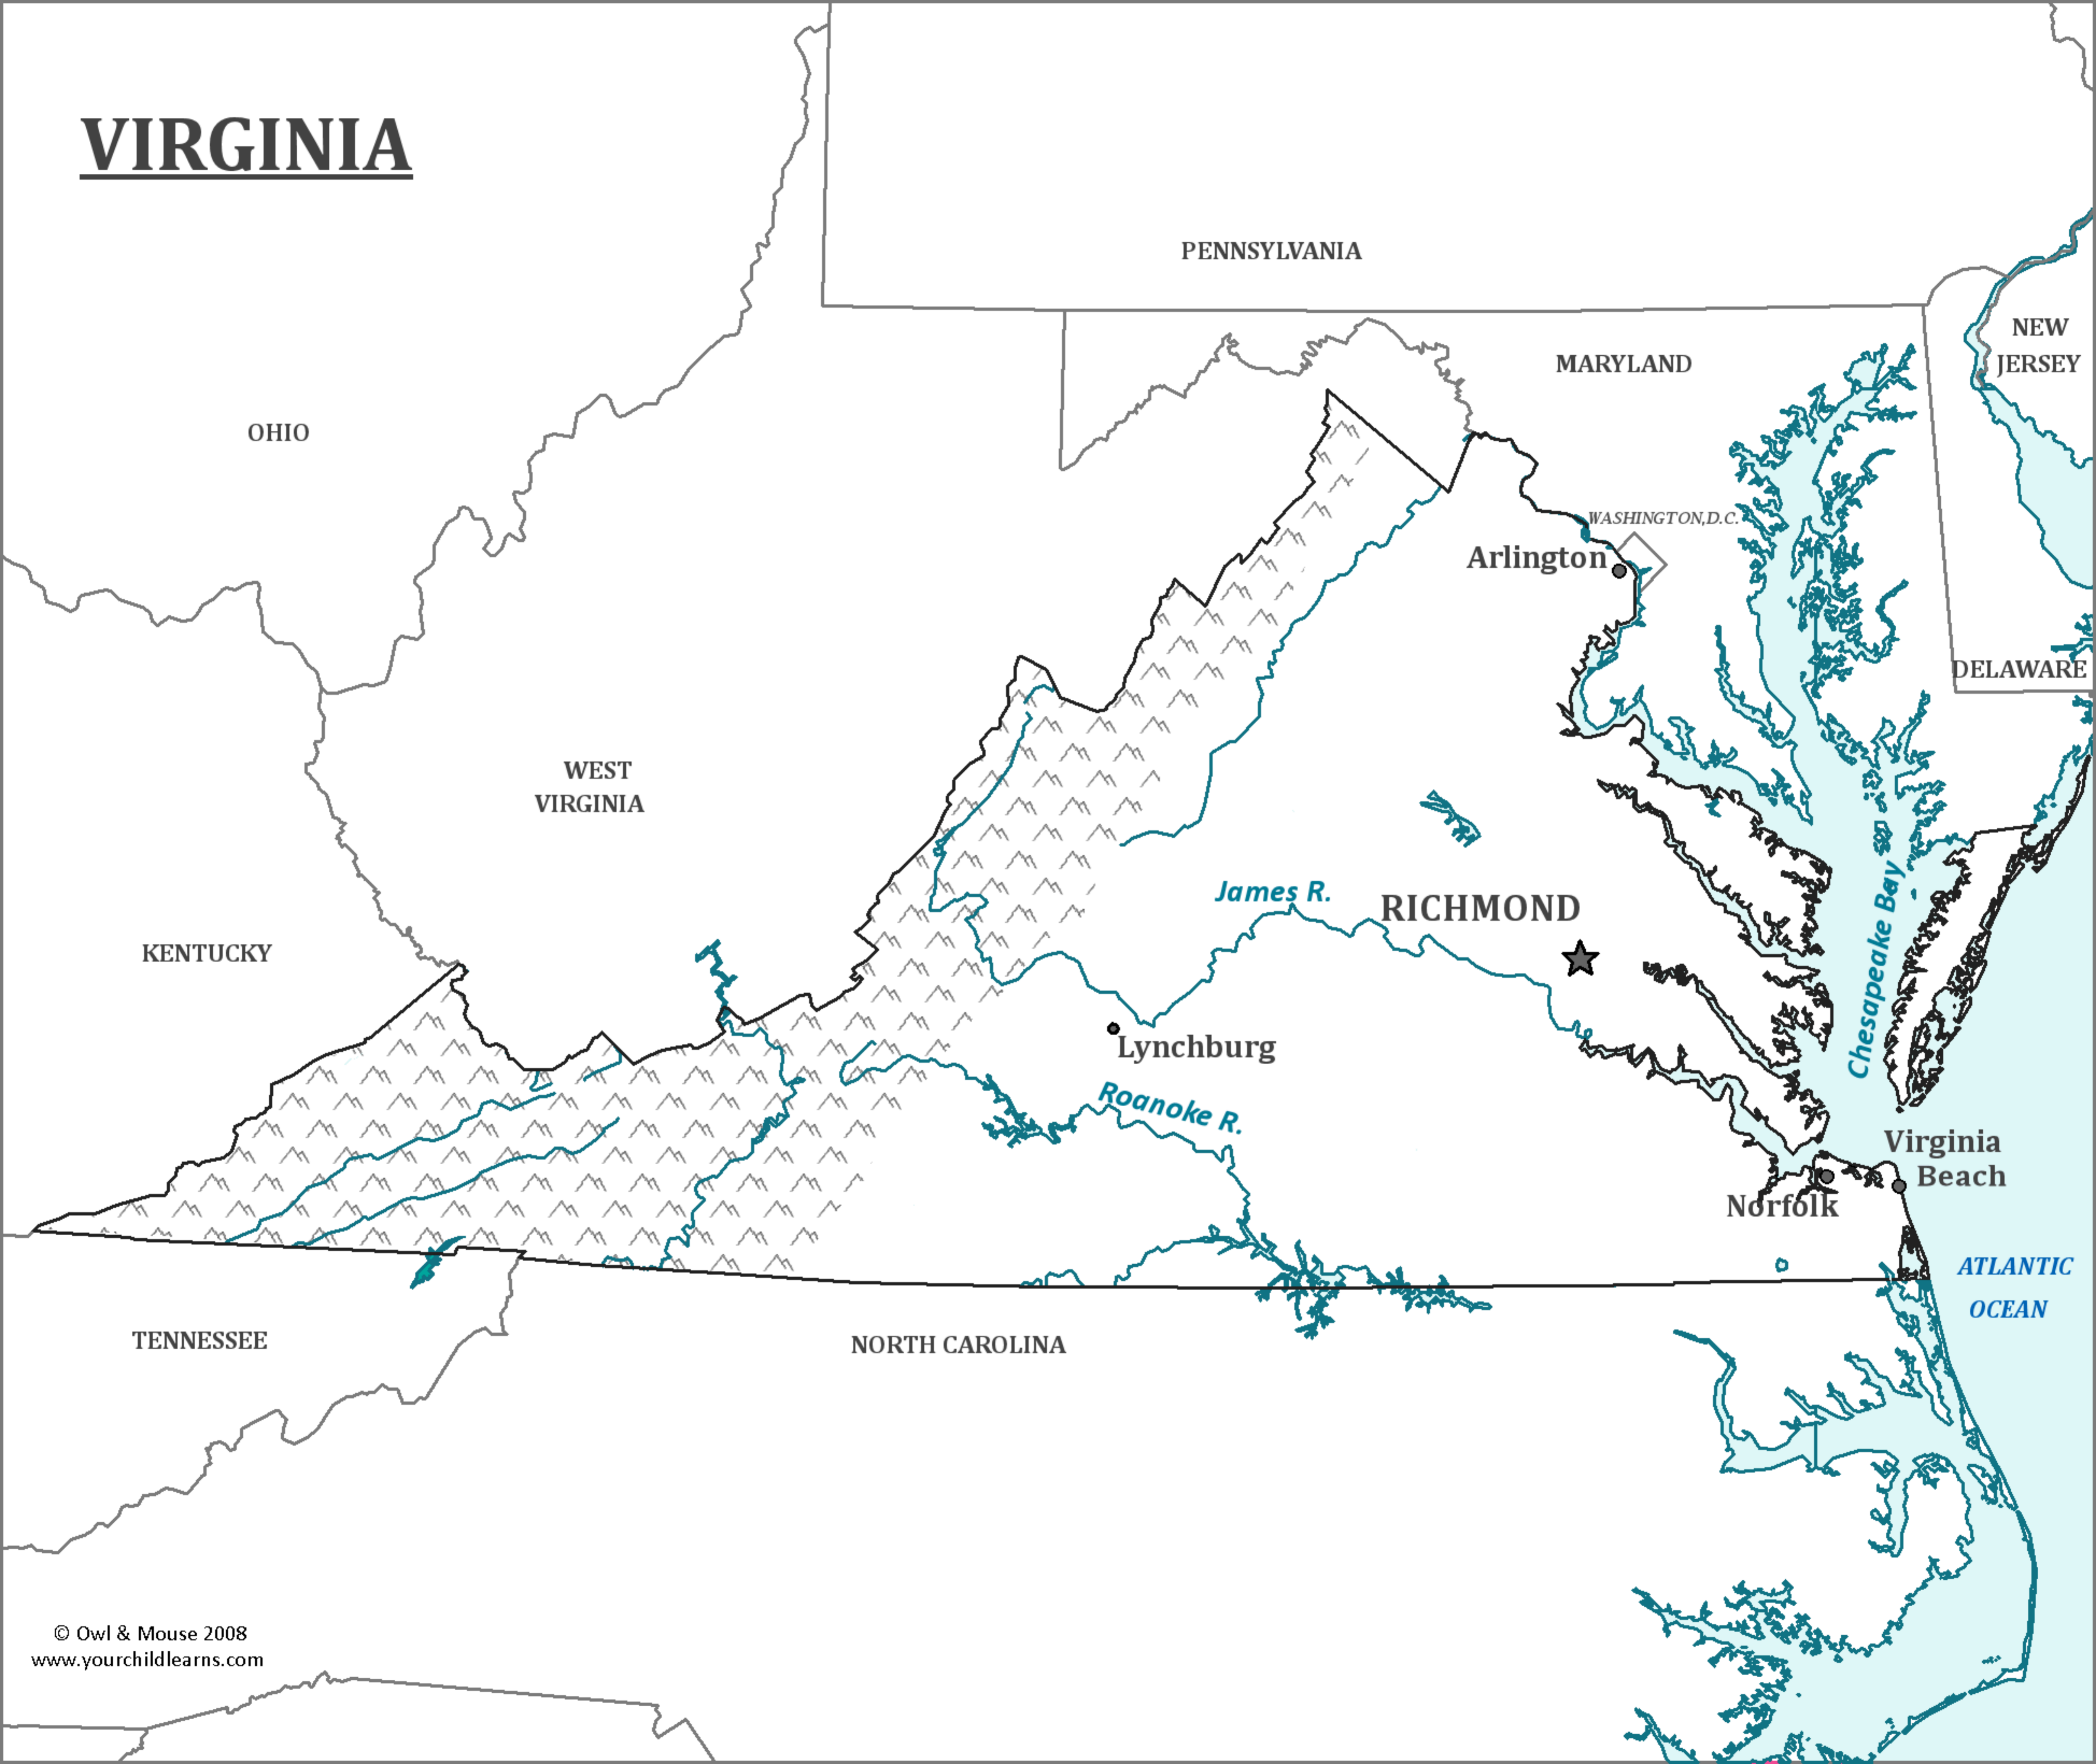 VIRGINIA
PENNSYLVANIA
NEW
JERSEY
MARYLAND
OHIO
WASHINGTON,D.C.
Arlington
DELAWARE
WEST
VIRGINIA
James R.
RICHMOND
Chesapeake Bay
KENTUCKY
Lynchburg
Roanoke R.
Virginia
Beach
Norfolk
ATLANTIC
OCEAN
TENNESSEE
NORTH CAROLINA
© Owl & Mouse 2008
www.yourchildlearns.com